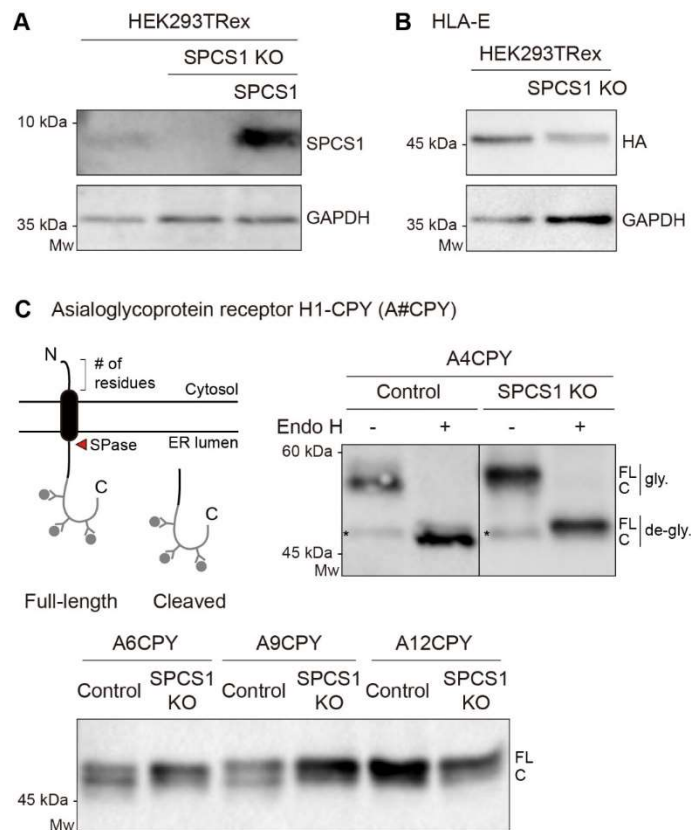 A
HEK293TRex
SPCS1 KO
SPCS1
10 kDa
SPCS1
35 kDa
GAPDH
Mw
B HLA-E
HEK293TRex
SPCS1 KO
45 kDa
HA
35 kDa
GAPDH
Mw
C Asialoglycoprotein receptor H1-CPY (A#CPY)
N
# of
residues
Cytosol
SPase
ER lumen
C
C
Full-length Cleaved
A4CPY
Control SPCS1 KO
Endo H - + - +
60 kDa
FL
C gly.
FL
C de-gly.
* *
45 kDa
Mw
A6CPY A9CPY A12CPY
Control SPCS1 KO Control SPCS1 KO Control SPCS1 KO
FL
C
45 kDa
Mw